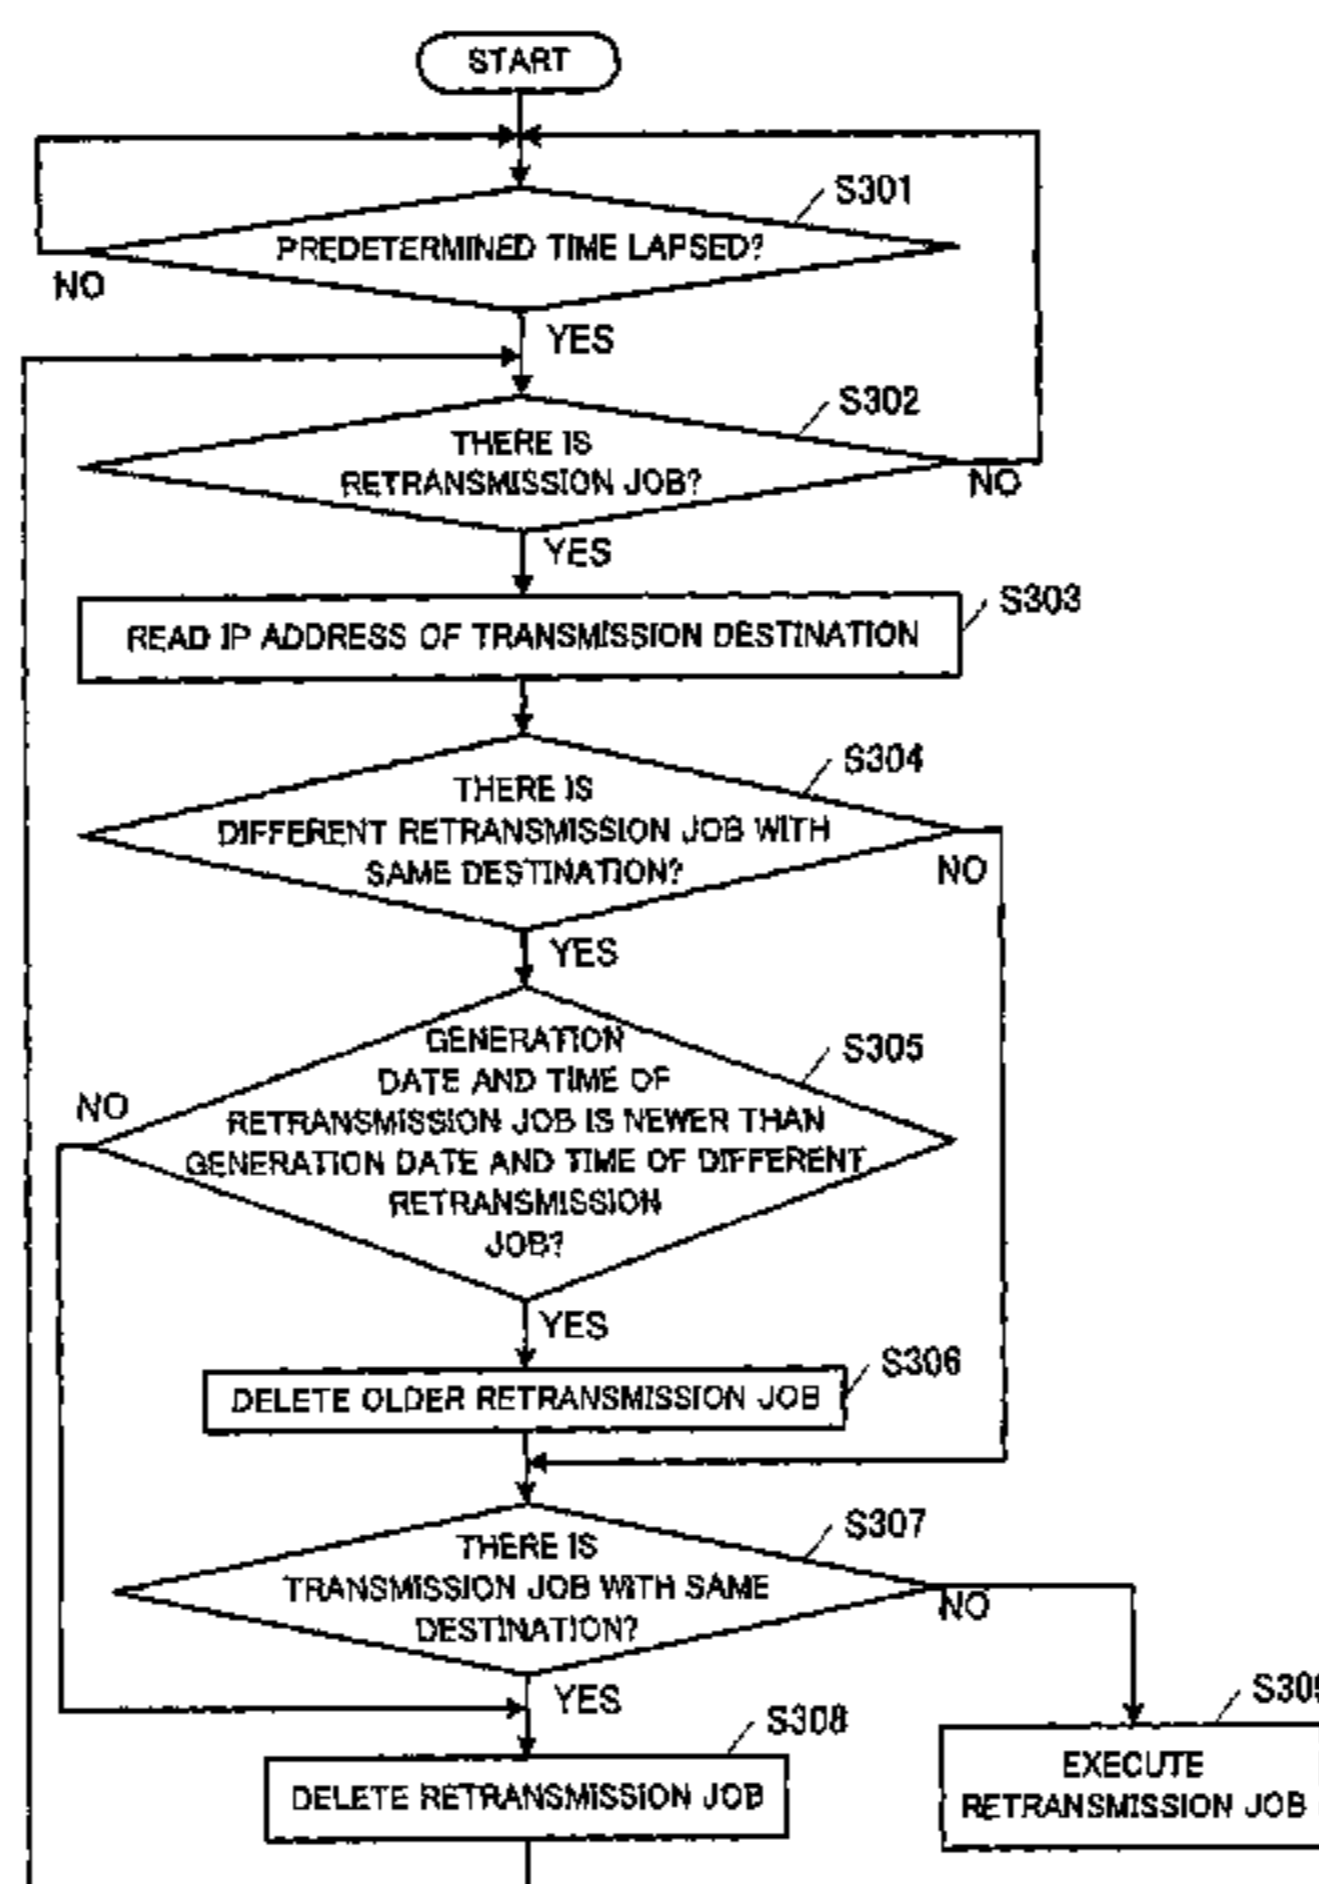 START
S301
PREDETERMINED TIME LAPSED?
NO
YES
S302
THERE IS
RETRANSMISSION JOB?
NO
YES
S303
READ IP ADDRESS OF TRANSMISSION DESTINATION
S304
THERE IS
DIFFERENT RETRANSMISSION JOB WITH
SAME DESTINATION?
NO
YES
S305
GENERATION
DATE AND TIME OF
RETRANSMISSION JOB IS NEWER THAN
GENERATION DATE AND TIME OF DIFFERENT
RETRANSMISSION
JOB?
NO
YES
S306
DELETE OLDER RETRANSMISSION JOB
S307
THERE IS
TRANSMISSION JOB WITH SAME
DESTINATION?
NO
YES
S308
DELETE RETRANSMISSION JOB
S309
EXECUTE
RETRANSMISSION JOB